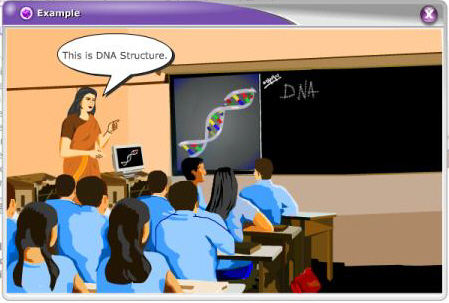 Example
This is DNA Structure.
DNA